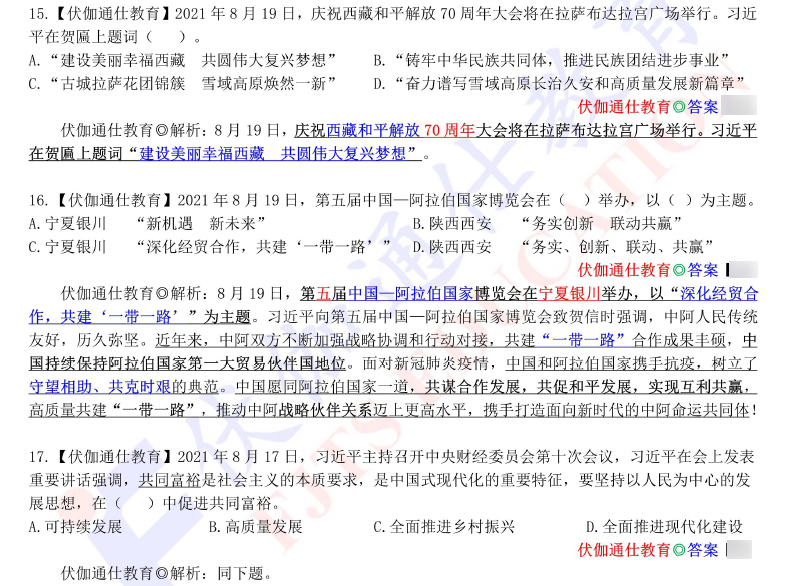 15.【伏伽通仕教育】2021 年 8 月 19 日，庆祝西藏和平解放 70 周年大会将在拉萨布达拉宫广场举行。习近
平在贺匾上题词（　　）。
A.“建设美丽幸福西藏　共圆伟大复兴梦想”　　B.“铸牢中华民族共同体，推进民族团结进步事业”
C.“古城拉萨花团锦簇　雪域高原焕然一新”　　D.“奋力谱写雪域高原长治久安和高质量发展新篇章”
伏伽通仕教育◎答案
伏伽通仕教育◎解析：8 月 19 日，庆祝西藏和平解放 70 周年大会将在拉萨布达拉宫广场举行。习近平
在贺匾上题词“建设美丽幸福西藏　共圆伟大复兴梦想”。
16.【伏伽通仕教育】2021 年 8 月 19 日，第五届中国—阿拉伯国家博览会在（　）举办，以（　）为主题。
A.宁夏银川　“新机遇　新未来”　　B.陕西西安　“务实创新　联动共赢”
C.宁夏银川　“深化经贸合作，共建‘一带一路’”　D.陕西西安　“务实、创新、联动、共赢”
伏伽通仕教育◎答案
伏伽通仕教育◎解析：8 月 19 日，第五届中国—阿拉伯国家博览会在宁夏银川举办，以“深化经贸合
作，共建‘一带一路’”为主题。习近平向第五届中国—阿拉伯国家博览会致贺信时强调，中阿人民传统
友好，历久弥坚。近年来，中阿双方不断加强战略协调和行动对接，共建“一带一路”合作成果丰硕，中
国持续保持阿拉伯国家第一大贸易伙伴国地位。面对新冠肺炎疫情，中国和阿拉伯国家携手抗疫，树立了
守望相助、共克时艰的典范。中国愿同阿拉伯国家一道，共谋合作发展，共促和平发展，实现互利共赢，
高质量共建“一带一路”，推动中阿战略伙伴关系迈上更高水平，携手打造面向新时代的中阿命运共同体！
17.【伏伽通仕教育】2021 年 8 月 17 日，习近平主持召开中央财经委员会第十次会议，习近平在会上发表
重要讲话强调，共同富裕是社会主义的本质要求，是中国式现代化的重要特征，要坚持以人民为中心的发
展思想，在（　　）中促进共同富裕。
A.可持续发展　　B.高质量发展　　C.全面推进乡村振兴　　D.全面推进现代化建设
伏伽通仕教育◎答案
伏伽通仕教育◎解析：同下题。
伏伽通仕教育
FJTS EDUCATION